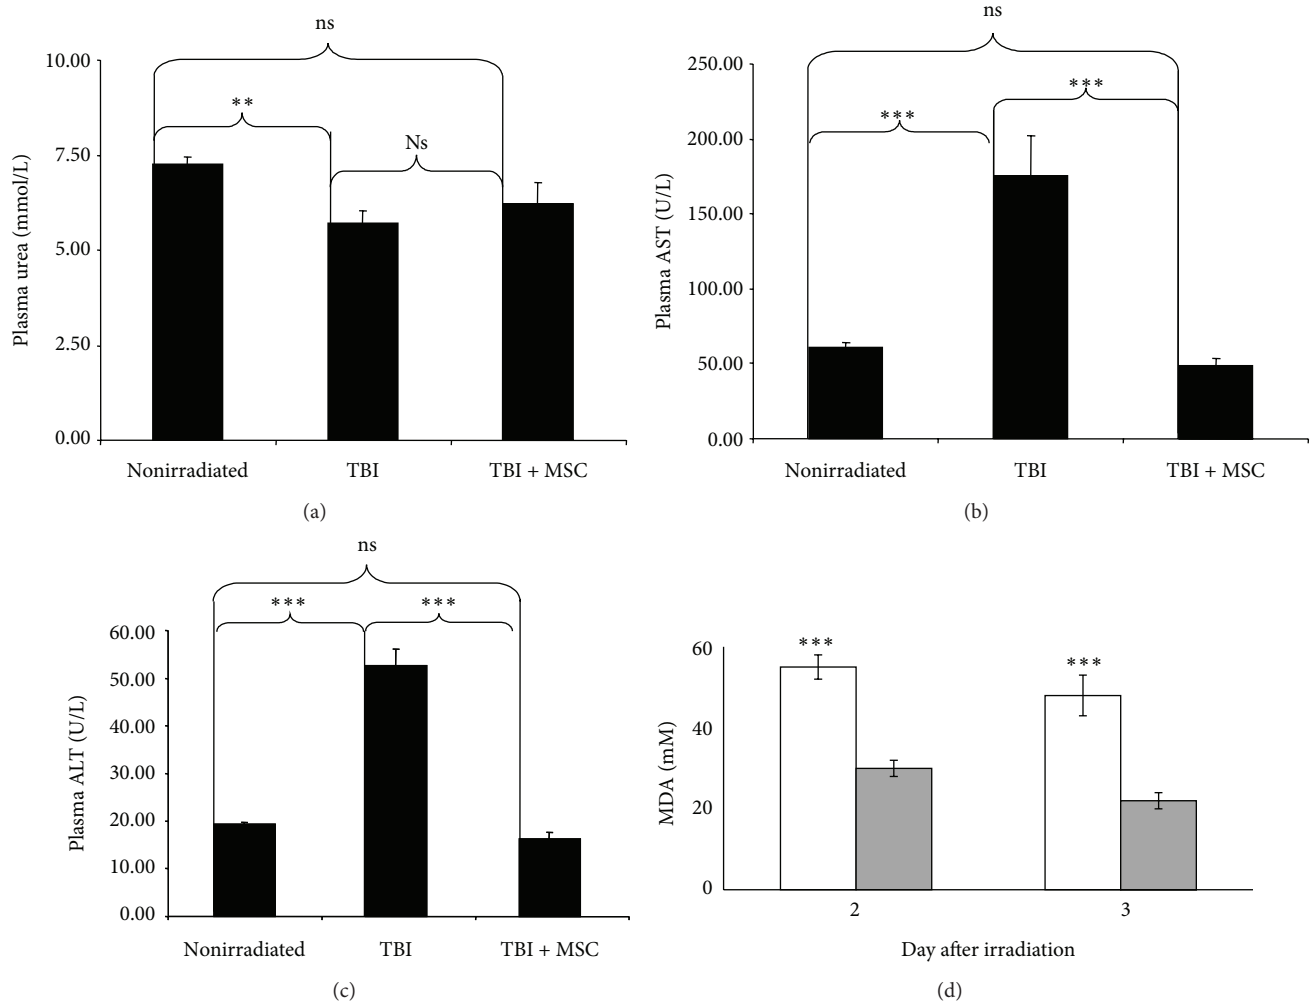 ns
10.00
**
7.50
Ns
5.00
2.50
0.00
Plasma urea (mmol/L)
Nonirradiated TBI TBI + MSC
(a)
ns
250.00
***
***
200.00
150.00
100.00
50.00
0.00
Plasma AST (U/L)
Nonirradiated TBI TBI + MSC
(b)
ns
*** ***
60.00
50.00
40.00
30.00
20.00
10.00
0.00
Plasma ALT (U/L)
Nonirradiated TBI TBI + MSC
(c)
60
***
***
40
20
0
MDA (mM)
2 3
Day after irradiation
(d)